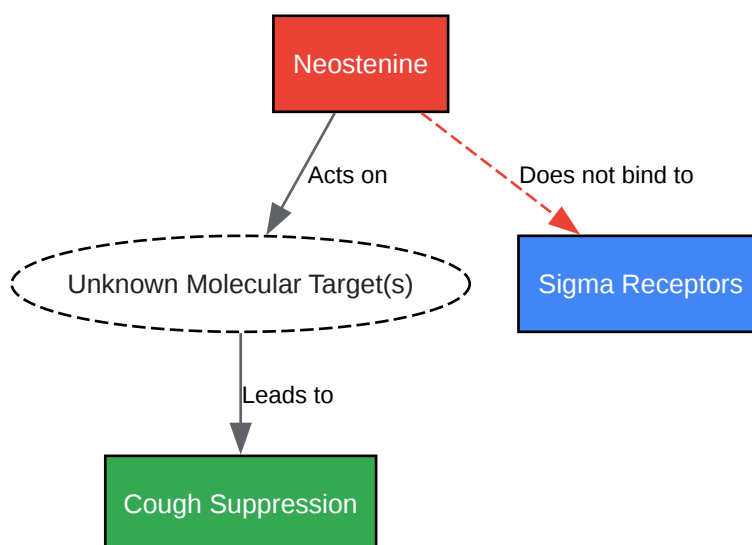 Neostenine
Acts on
Does not bind to
Unknown Molecular Target(s)
Sigma Receptors
Leads to
Cough Suppression